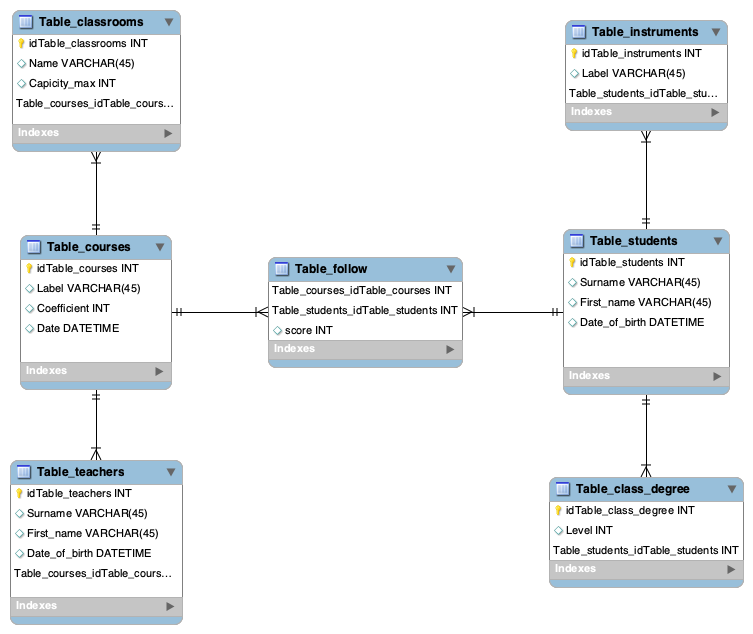 Table_classrooms
idTable_classrooms INT
Name VARCHAR(45)
Capicity_max INT
Table_courses_idTable_cours...
Indexes
Table_instruments
idTable_instruments INT
Label VARCHAR(45)
Table_students_idTable_stu...
Indexes
Table_courses
idTable_courses INT
Label VARCHAR(45)
Coefficient INT
Date DATETIME
Indexes
Table_follow
Table_courses_idTable_courses INT
Table_students_idTable_students INT
score INT
Indexes
Table_students
idTable_students INT
Surname VARCHAR(45)
First_name VARCHAR(45)
Date_of_birth DATETIME
Indexes
Table_teachers
idTable_teachers INT
Surname VARCHAR(45)
First_name VARCHAR(45)
Date_of_birth DATETIME
Table_courses_idTable_cours...
Indexes
Table_class_degree
idTable_class_degree INT
Level INT
Table_students_idTable_students INT
Indexes